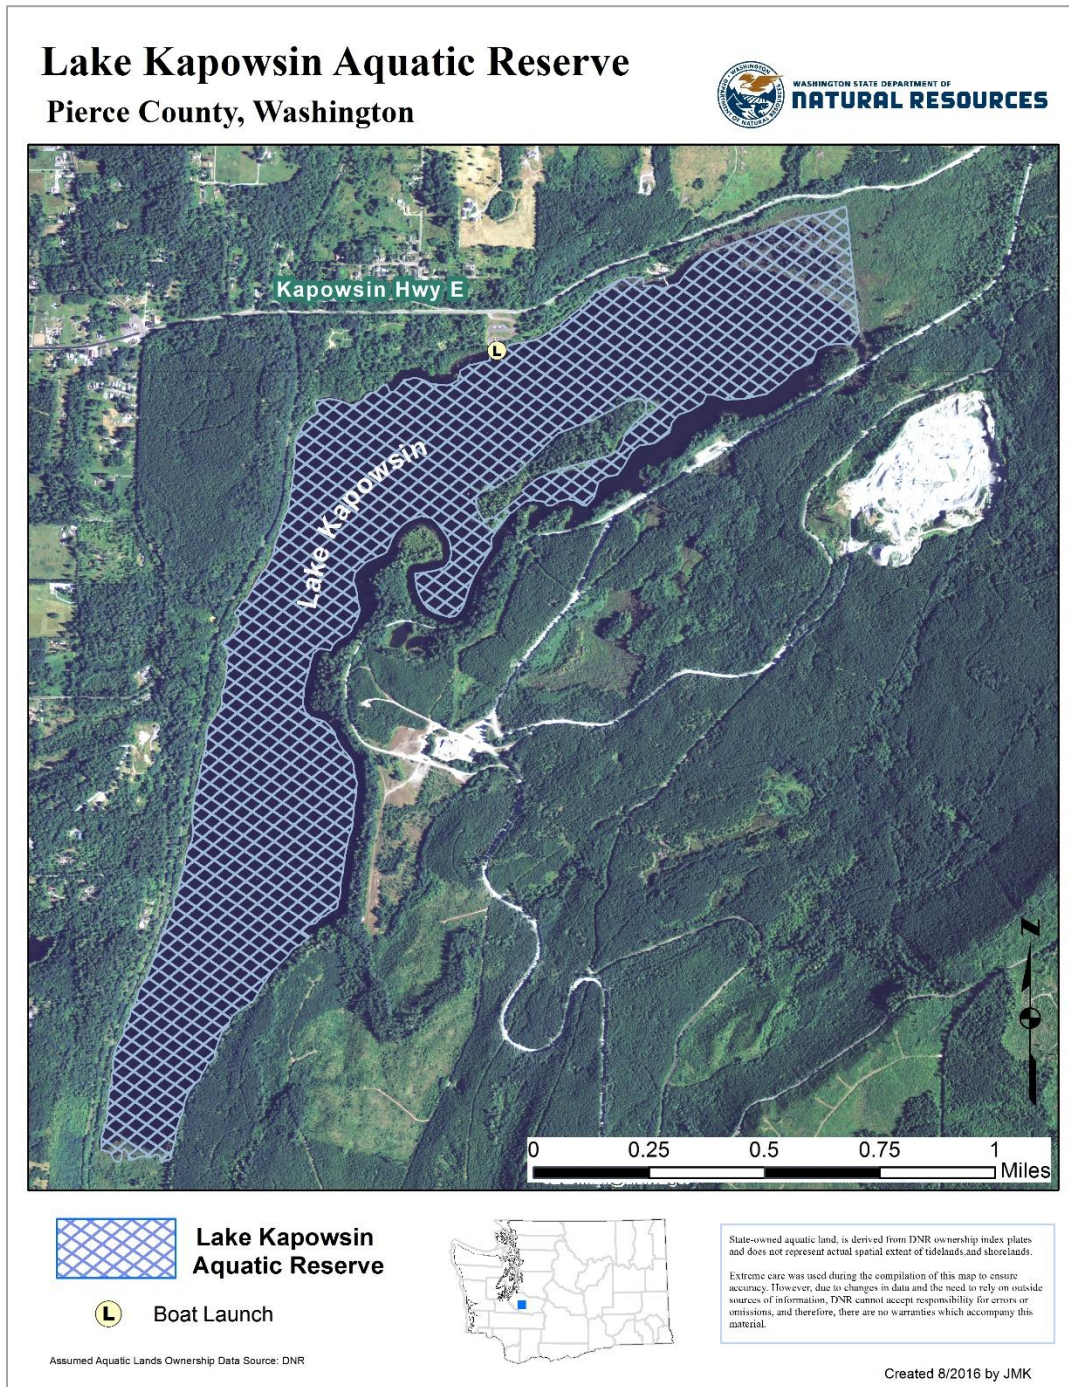 Lake Kapowsin Aquatic Reserve
Pierce County, Washington
WASHINGTON STATE DEPARTMENT OF
NATURAL RESOURCES
WASHINGTON
DEPARTMENT OF NATURAL RESOURCES
Kapowsin Hwy E
L
Lake Kapowsin
N
0 0.25 0.5 0.75 1
Miles
Lake Kapowsin
Aquatic Reserve
L Boat Launch
State-owned aquatic land, is derived from DNR ownership index plates
and does not represent actual spatial extent of tidelands,and shorelands.
Extreme care was used during the compilation of this map to ensure
accuracy. However, due to changes in data and the need to rely on outside
sources of information, DNR cannot accept responsibility for errors or
omissions, and therefore, there are no warranties which accompany this
material.
Assumed Aquatic Lands Ownership Data Source: DNR
Created 8/2016 by JMK